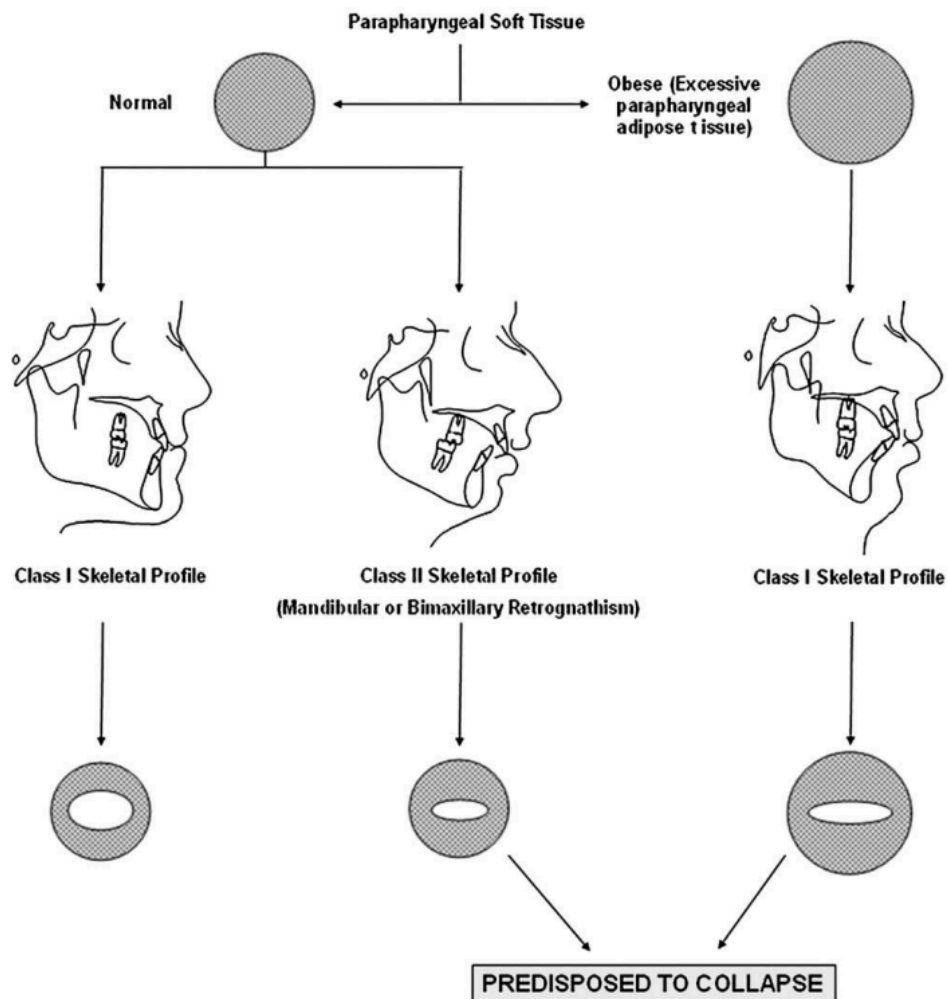 Parapharyngeal Soft Tissue
Normal
Obese (Excessive
parapharyngeal
adipose tissue)
Class I Skeletal Profile
Class II Skeletal Profile
(Mandibular or Bimaxillary Retrognathism)
Class I Skeletal Profile
PREDISPOSED TO COLLAPSE